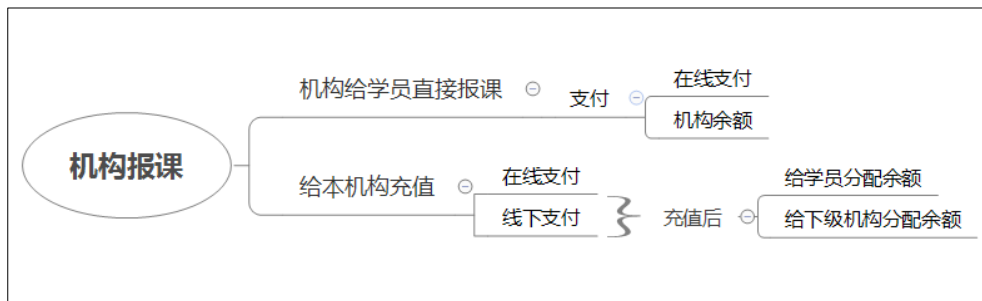 机构报课
机构给学员直接报课
支付
在线支付
机构余额
给本机构充值
在线支付
线下支付
充值后
给学员分配余额
给下级机构分配余额